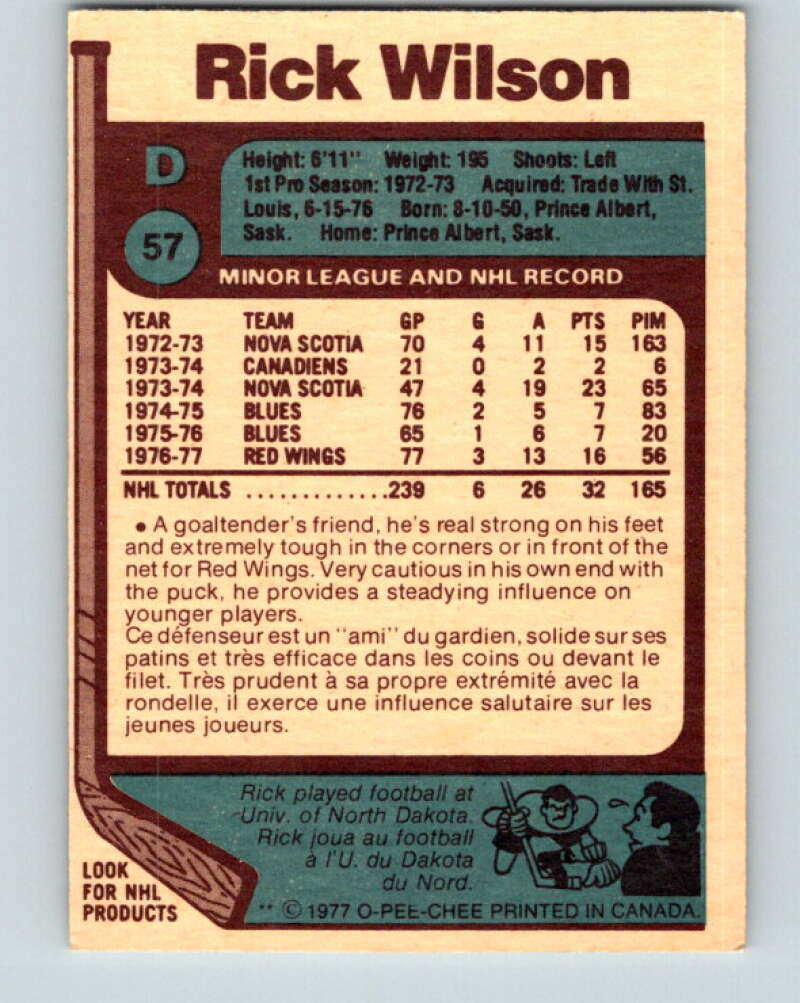 Rick Wilson
D
57
Height: 6'11" Weight: 195 Shoots: Left
1st Pro Season: 1972-73 Acquired: Trade With St.
Louis, 6-15-76 Born: 8-10-50, Prince Albert,
Sask. Home: Prince Albert, Sask.
MINOR LEAGUE AND NHL RECORD
YEAR TEAM GP G A PTS PIM
1972-73 NOVA SCOTIA 70 4 11 15 163
1973-74 CANADIENS 21 0 2 2 6
1973-74 NOVA SCOTIA 47 4 19 23 65
1974-75 BLUES 76 2 5 7 83
1975-76 BLUES 65 1 6 7 20
1976-77 RED WINGS 77 3 13 16 56
NHL TOTALS .............239 6 26 32 165
• A goaltender's friend, he's real strong on his feet
and extremely tough in the corners or in front of the
net for Red Wings. Very cautious in his own end with
the puck, he provides a steadying influence on
younger players.
Ce défenseur est un "ami" du gardien, solide sur ses
patins et très efficace dans les coins ou devant le
filet. Très prudent à sa propre extrémité avec la
rondelle, il exerce une influence salutaire sur les
jeunes joueurs.
Rick played football at
Univ. of North Dakota.
Rick joua au football
à l'U. du Dakota
du Nord.
LOOK
FOR NHL
PRODUCTS
** © 1977 O-PEE-CHEE PRINTED IN CANADA.